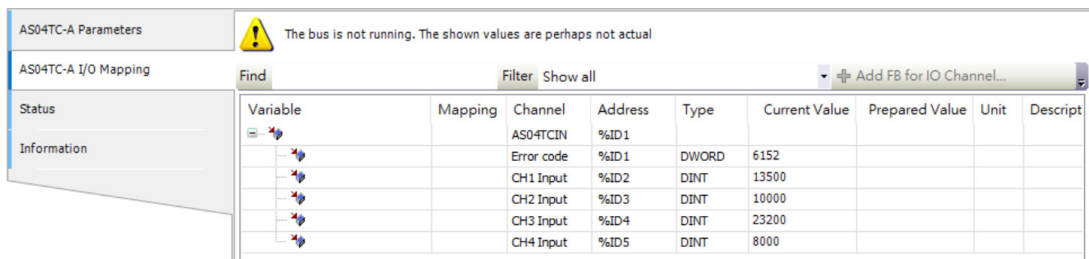 AS04TC-A Parameters
The bus is not running. The shown values are perhaps not actual
AS04TC-A I/O Mapping
Find Filter Show all Add FB for IO Channel...
Status
Information
Variable Mapping Channel Address Type Current Value Prepared Value Unit Descript
AS04TCIN %ID1
Error code %ID1 DWORD 6152
CH1 Input %ID2 DINT 13500
CH2 Input %ID3 DINT 10000
CH3 Input %ID4 DINT 23200
CH4 Input %ID5 DINT 8000